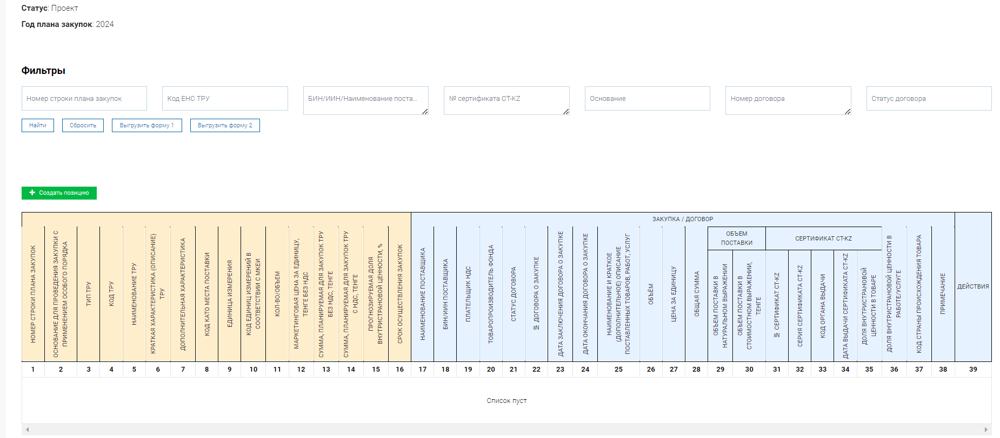 Статус: Проект
Год плана закупок: 2024
Фильтры
Номер строки плана закупок
Код ЕНС ТРУ
БИН/ИИН/Наименование поста...
№ сертификата CT-KZ
Основание
Номер договора
Статус договора
Найти
Сбросить
Выгрузить форму 1
Выгрузить форму 2
Создать позицию
ЗАКУПКА / ДОГОВОР
НОМЕР СТРОКИ ПЛАНА ЗАКУПОК
ОСНОВАНИЕ ДЛЯ ПРОВЕДЕНИЯ ЗАКУПКИ С
ПРИМЕНЕНИЕМ ОСОБОГО ПОРЯДКА
ТИП ТРУ
КОД ТРУ
НАИМЕНОВАНИЕ ТРУ
КРАТКАЯ ХАРАКТЕРИСТИКА (ОПИСАНИЕ)
ТРУ
ДОПОЛНИТЕЛЬНАЯ ХАРАКТЕРИСТИКА
КОД КАТО МЕСТА ПОСТАВКИ
ЕДИНИЦА ИЗМЕРЕНИЯ
КОД ЕДИНИЦ ИЗМЕРЕНИЙ В
СООТВЕТСТВИИ С МКЕИ
КОЛ-ВО/ОБЪЕМ
МАРКЕТИНГОВАЯ ЦЕНА ЗА ЕДИНИЦУ,
ТЕНГЕ БЕЗ НДС
СУММА, ПЛАНИРУЕМАЯ ДЛЯ ЗАКУПОК ТРУ
БЕЗ НДС, ТЕНГЕ
СУММА, ПЛАНИРУЕМАЯ ДЛЯ ЗАКУПОК ТРУ
С НДС, ТЕНГЕ
ПРОГНОЗИРУЕМАЯ ДОЛЯ
ВНУТРИСТРАНОВОЙ ЦЕННОСТИ, %
СРОК ОСУЩЕСТВЛЕНИЯ ЗАКУПОК
НАИМЕНОВАНИЕ ПОСТАВЩИКА
БИН/ИИН ПОСТАВЩИКА
ПЛАТЕЛЬЩИК НДС
ТОВАРОПРОИЗВОДИТЕЛЬ ФОНДА
СТАТУС ДОГОВОРА
№ ДОГОВОРА О ЗАКУПКЕ
ДАТА ЗАКЛЮЧЕНИЯ ДОГОВОРА О ЗАКУПКЕ
ДАТА ОКОНЧАНИЯ ДОГОВОРА О ЗАКУПКЕ
НАИМЕНОВАНИЕ И КРАТКОЕ
(ДОПОЛНИТЕЛЬНОЕ) ОПИСАНИЕ
ПОСТАВЛЕННЫХ ТОВАРОВ, РАБОТ, УСЛУГ
ОБЪЁМ
ЦЕНА ЗА ЕДИНИЦУ
ОБЩАЯ СУММА
ОБЪЕМ
ПОСТАВКИ
ОБЪЕМ ПОСТАВКИ В
НАТУРАЛЬНОМ ВЫРАЖЕНИИ
ОБЪЕМ ПОСТАВКИ В
СТОИМОСТНОМ ВЫРАЖЕНИИ,
ТЕНГЕ
СЕРТИФИКАТ CT-KZ
№ СЕРТИФИКАТ CT-KZ
СЕРИЯ СЕРТИФИКАТА CT-KZ
КОД ОРГАНА ВЫДАЧИ
ДАТА ВЫДАЧИ СЕРТИФИКАТА CT-KZ
ДОЛЯ ВНУТРИСТРАНОВОЙ
ЦЕННОСТИ В ТОВАРЕ
ДОЛЯ ВНУТРИСТРАНОВОЙ ЦЕННОСТИ В
РАБОТЕ/УСЛУГЕ
КОД СТРАНЫ ПРОИСХОЖДЕНИЯ ТОВАРА
ПРИМЕЧАНИЕ
ДЕЙСТВИЯ
1 2 3 4 5 6 7 8 9 10 11 12 13 14 15 16 17 18 19 20 21 22 23 24 25 26 27 28 29 30 31 32 33 34 35 36 37 38 39
Список пуст